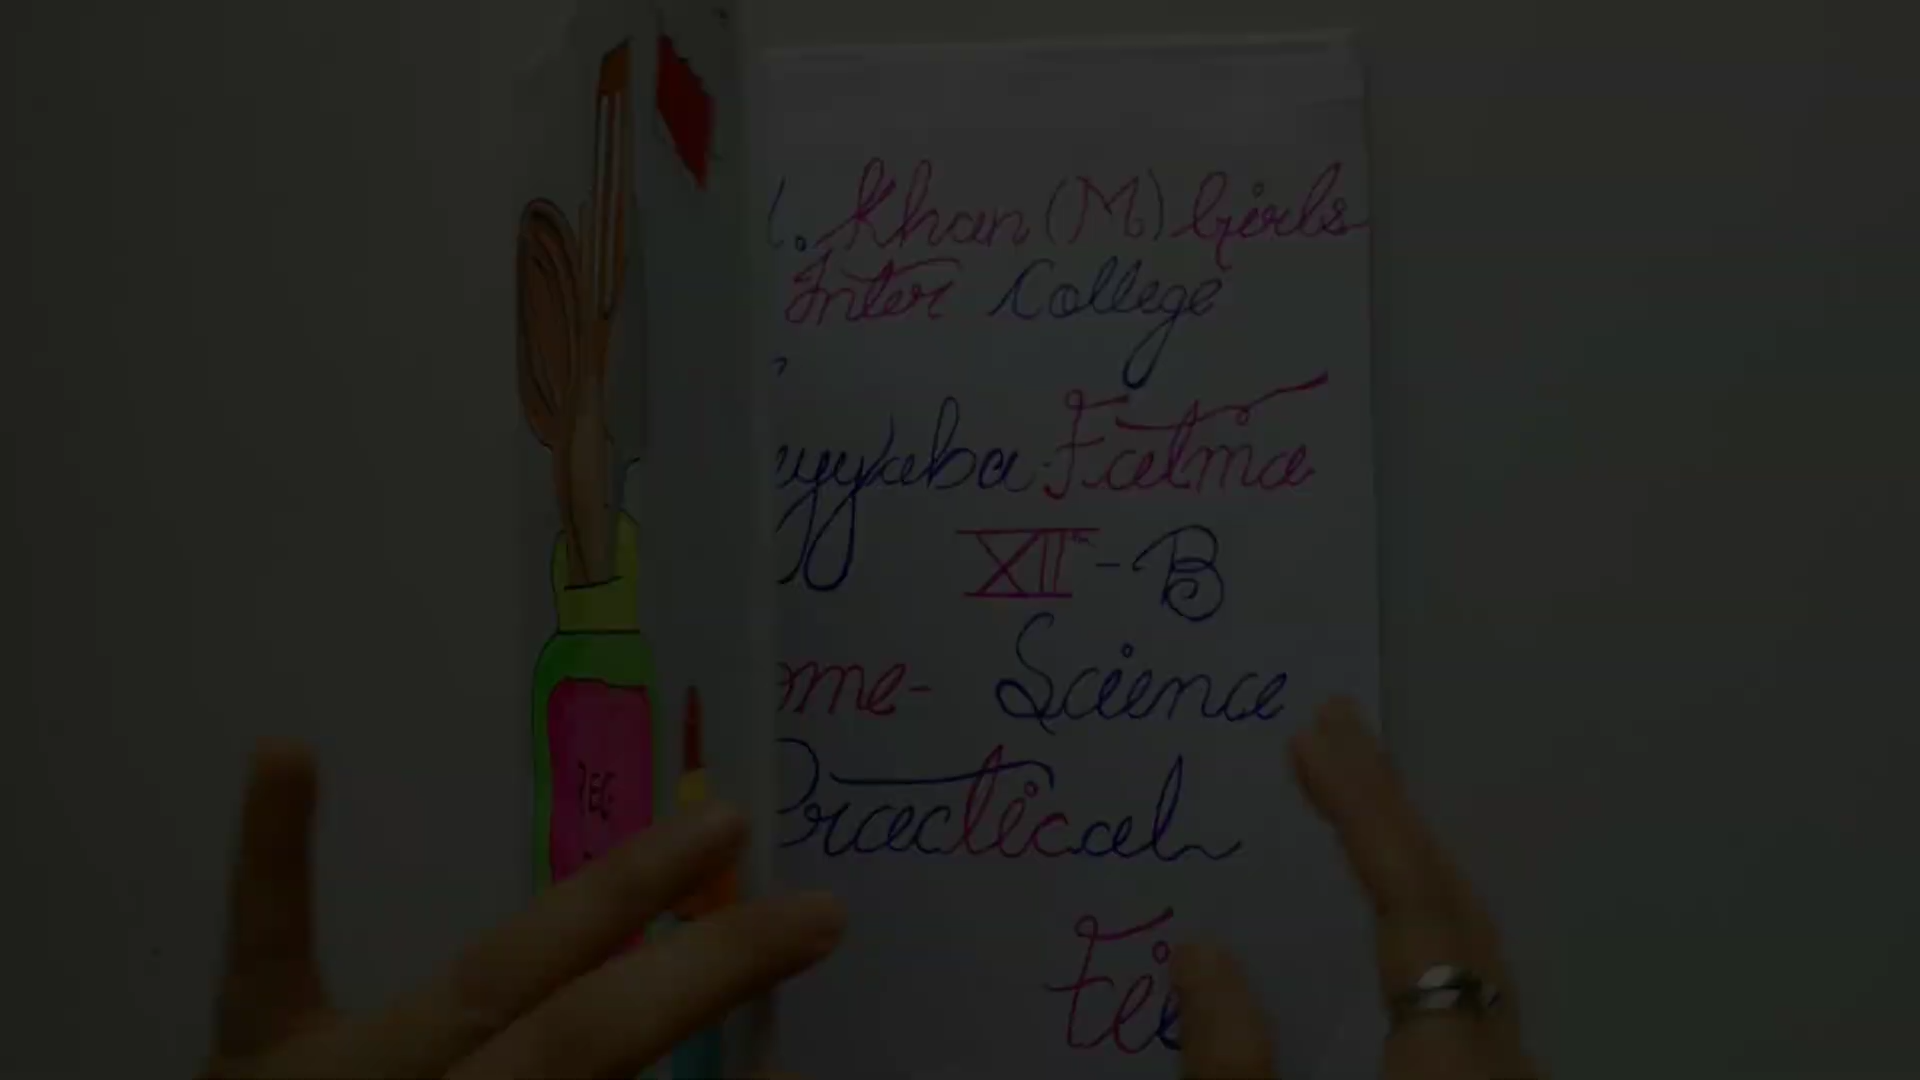 . Khan (M) Girls
Inter College
yyaba Fatma
XII - B
me- Science
Practical